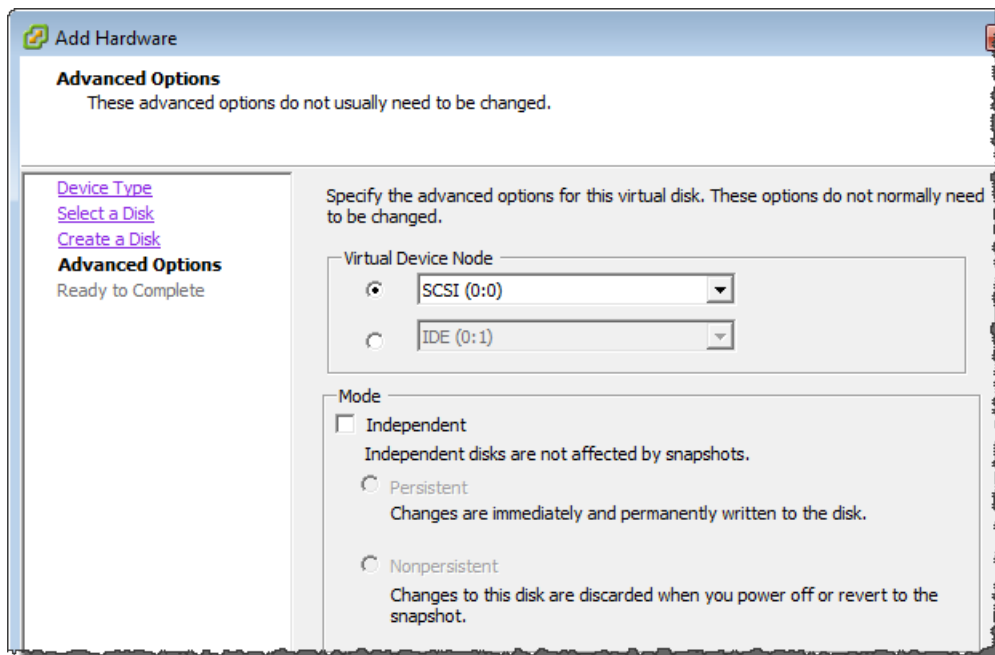 Add Hardware
Advanced Options
These advanced options do not usually need to be changed.
Device Type
Select a Disk
Create a Disk
Advanced Options
Ready to Complete
Specify the advanced options for this virtual disk. These options do not normally need
to be changed.
Virtual Device Node
SCSI (0:0)
IDE (0:1)
Mode
Independent
Independent disks are not affected by snapshots.
Persistent
Changes are immediately and permanently written to the disk.
Nonpersistent
Changes to this disk are discarded when you power off or revert to the
snapshot.